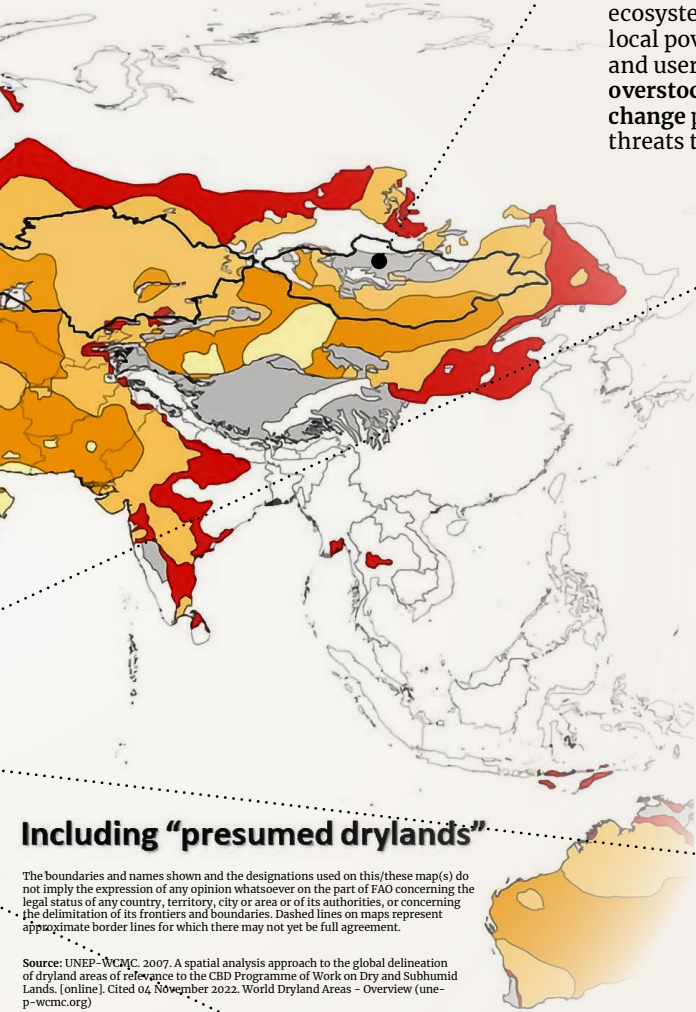 ecosyste
local pov
and user
overstoc
change p
threats t
Including “presumed drylands”
The boundaries and names shown and the designations used on this/these map(s) do
not imply the expression of any opinion whatsoever on the part of FAO concerning the
legal status of any country, territory, city or area or of its authorities, or concerning
the delimitation of its frontiers and boundaries. Dashed lines on maps represent
approximate border lines for which there may not yet be full agreement.
Source: UNEP-WCMC. 2007. A spatial analysis approach to the global delineation
of dryland areas of relevance to the CBD Programme of Work on Dry and Subhumid
Lands. [online]. Cited 04 November 2022. World Dryland Areas - Overview (une-
p-wcmc.org)